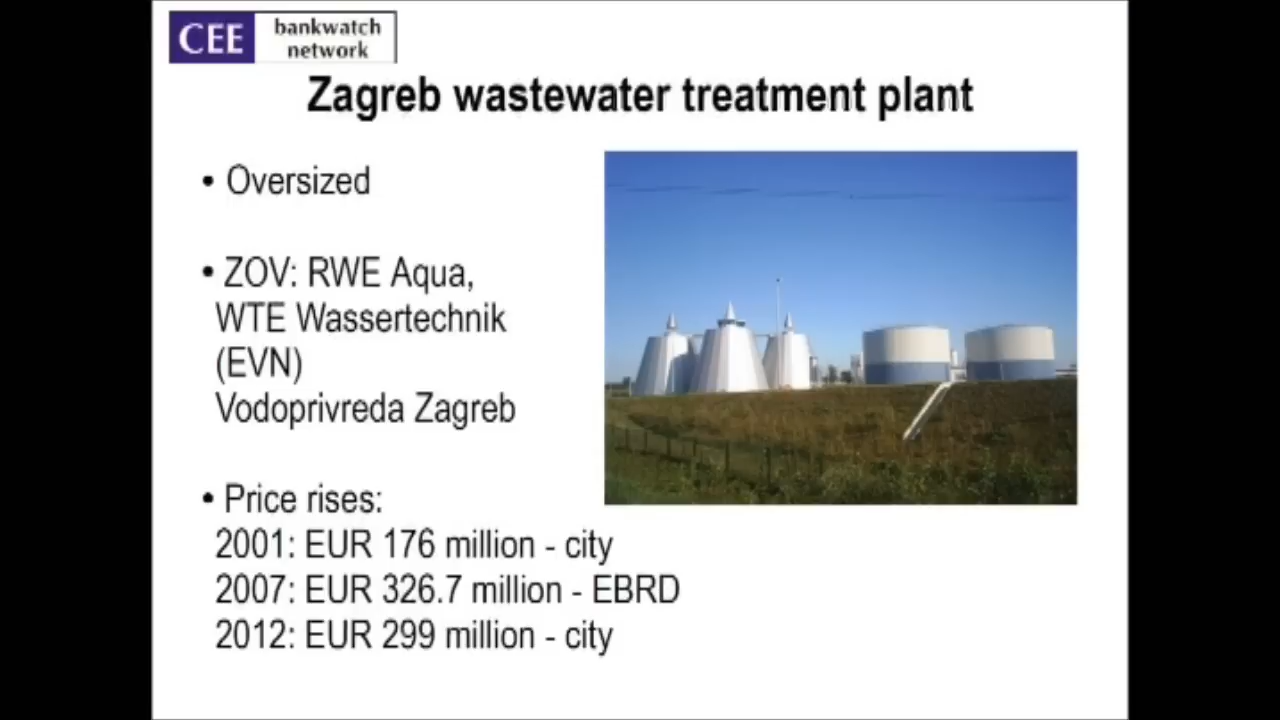 CEE bankwatch
network
Zagreb wastewater treatment plant
• Oversized
• ZOV: RWE Aqua,
WTE Wassertechnik
(EVN)
Vodoprivreda Zagreb
• Price rises:
2001: EUR 176 million - city
2007: EUR 326.7 million - EBRD
2012: EUR 299 million - city